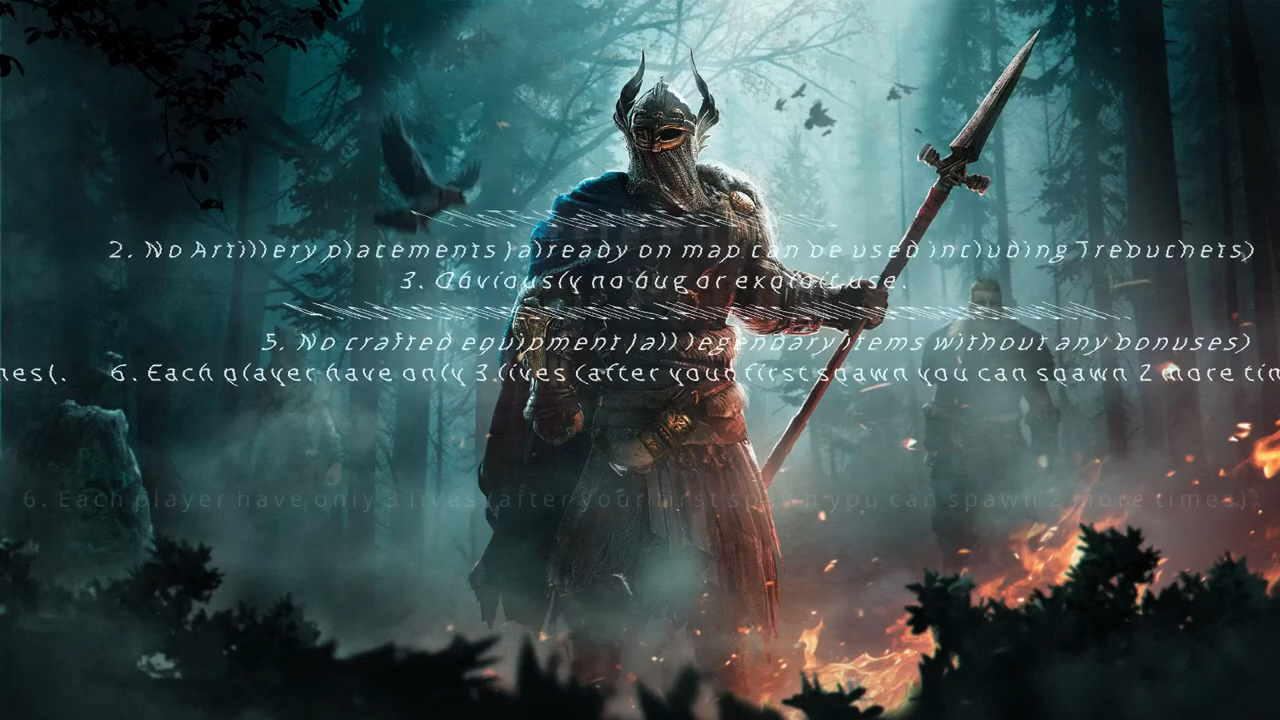 2. No Artillery placements (already on map can be used including Trebuchets)
3. Obviously no bug or exploit use.
5. No crafted equipment (all legendary items without any bonuses)
6. Each player have only 3 lives (after your first spawn you can spawn 2 more times).
6. Each player have only 3 lives (after your first spawn you can spawn 2 more times).